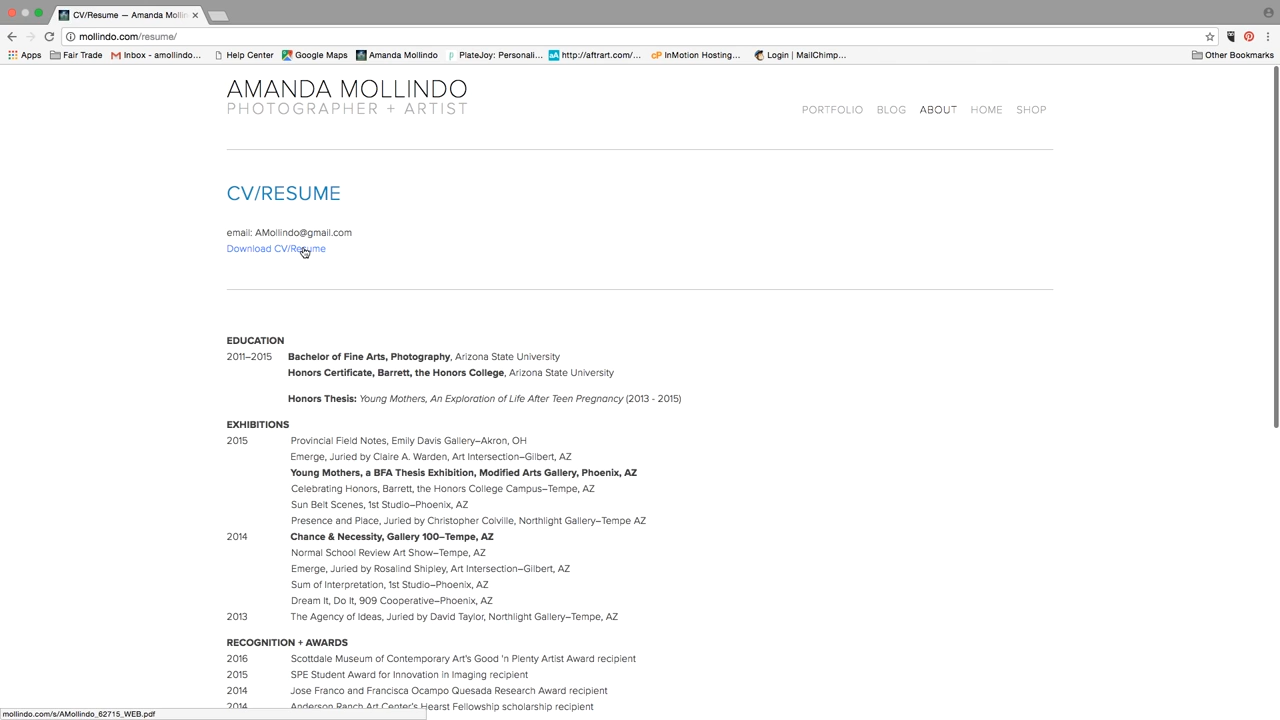 CV/Resume — Amanda Mollin
mollindo.com/resume/
Apps Fair Trade Inbox - amollindo... Help Center Google Maps Amanda Mollindo PlateJoy: Personali... http://aftrart.com/... InMotion Hosting... Login | MailChimp... Other Bookmarks
AMANDA MOLLINDO
PHOTOGRAPHER + ARTIST
PORTFOLIO BLOG ABOUT HOME SHOP
CV/RESUME
email: AMollindo@gmail.com
Download CV/Resume
EDUCATION
2011–2015 Bachelor of Fine Arts, Photography, Arizona State University
Honors Certificate, Barrett, the Honors College, Arizona State University
Honors Thesis: Young Mothers, An Exploration of Life After Teen Pregnancy (2013 - 2015)
EXHIBITIONS
2015 Provincial Field Notes, Emily Davis Gallery–Akron, OH
Emerge, Juried by Claire A. Warden, Art Intersection–Gilbert, AZ
Young Mothers, a BFA Thesis Exhibition, Modified Arts Gallery, Phoenix, AZ
Celebrating Honors, Barrett, the Honors College Campus–Tempe, AZ
Sun Belt Scenes, 1st Studio–Phoenix, AZ
Presence and Place, Juried by Christopher Colville, Northlight Gallery–Tempe AZ
2014 Chance & Necessity, Gallery 100–Tempe, AZ
Normal School Review Art Show–Tempe, AZ
Emerge, Juried by Rosalind Shipley, Art Intersection–Gilbert, AZ
Sum of Interpretation, 1st Studio–Phoenix, AZ
Dream It, Do It, 909 Cooperative–Phoenix, AZ
2013 The Agency of Ideas, Juried by David Taylor, Northlight Gallery–Tempe, AZ
RECOGNITION + AWARDS
2016 Scottdale Museum of Contemporary Art's Good 'n Plenty Artist Award recipient
2015 SPE Student Award for Innovation in Imaging recipient
2014 Jose Franco and Francisca Ocampo Quesada Research Award recipient
2014 Anderson Ranch Art Center's Hearst Fellowship scholarship recipient
mollindo.com/s/AMollindo_62715_WEB.pdf